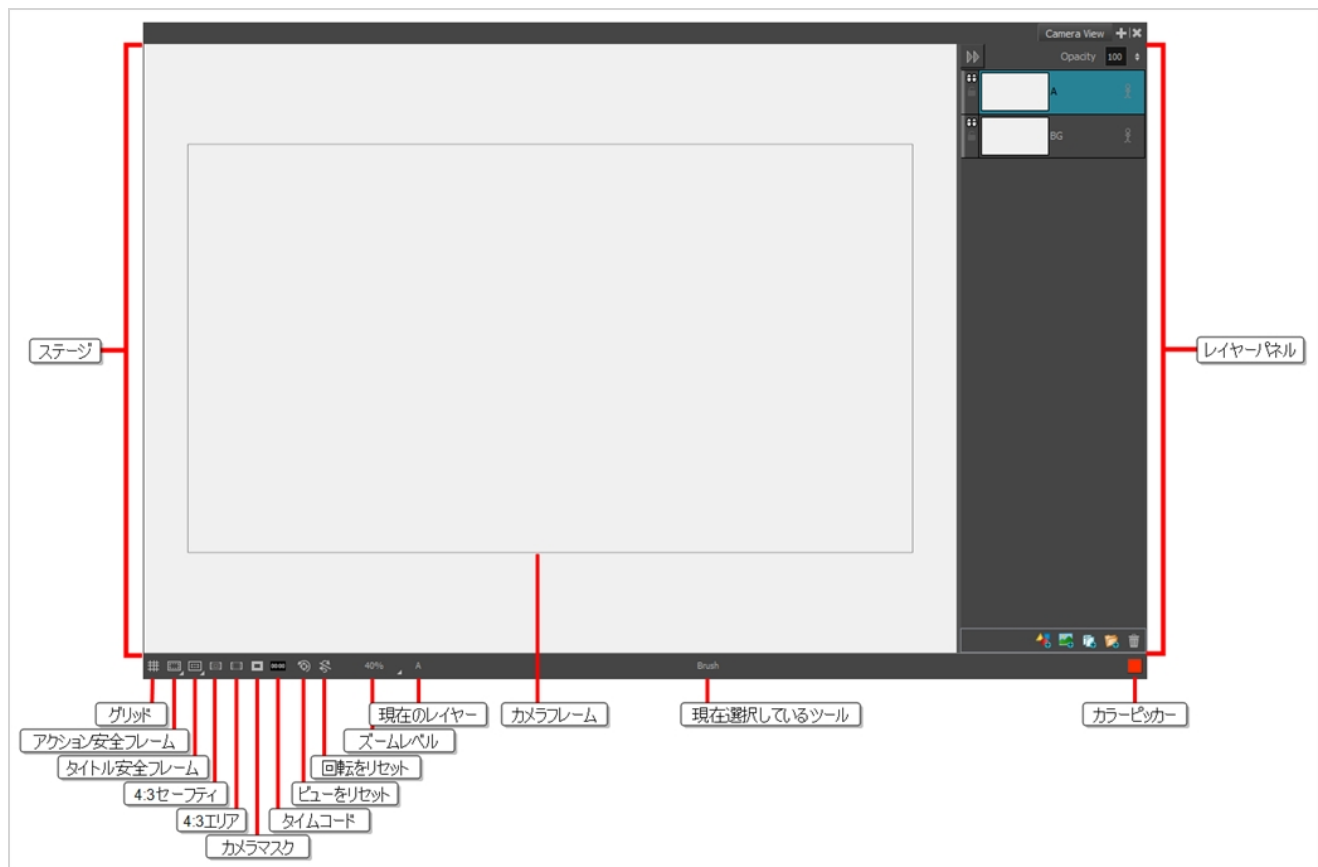 Camera View
Opacity 100
A
BG
ステージ
レイヤーパネル
00:00
40%
A
Brush
グリッド
現在のレイヤー
カメラフレーム
現在選択しているツール
カラーピッカー
アクション安全フレーム
ズームレベル
タイトル安全フレーム
回転をリセット
4:3セーフティ
ビューをリセット
4:3エリア
タイムコード
カメラマスク